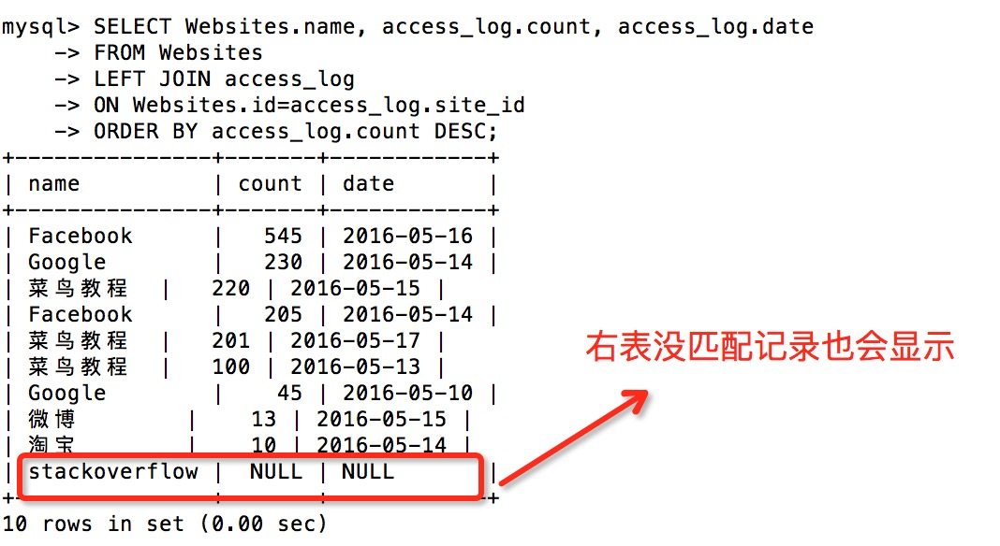 mysql> SELECT Websites.name, access_log.count, access_log.date
    -> FROM Websites
    -> LEFT JOIN access_log
    -> ON Websites.id=access_log.site_id
    -> ORDER BY access_log.count DESC;
+---------------+-------+------------+
| name          | count | date       |
+---------------+-------+------------+
| Facebook      |   545 | 2016-05-16 |
| Google        |   230 | 2016-05-14 |
| 菜鸟教程  |   220 | 2016-05-15 |
| Facebook      |   205 | 2016-05-14 |
| 菜鸟教程  |   201 | 2016-05-17 |
| 菜鸟教程  |   100 | 2016-05-13 |
| Google        |    45 | 2016-05-10 |
| 微博        |    13 | 2016-05-15 |
| 淘宝        |    10 | 2016-05-14 |
| stackoverflow |  NULL | NULL       |
+---------------+-------+------------+
10 rows in set (0.00 sec)
右表没匹配记录也会显示